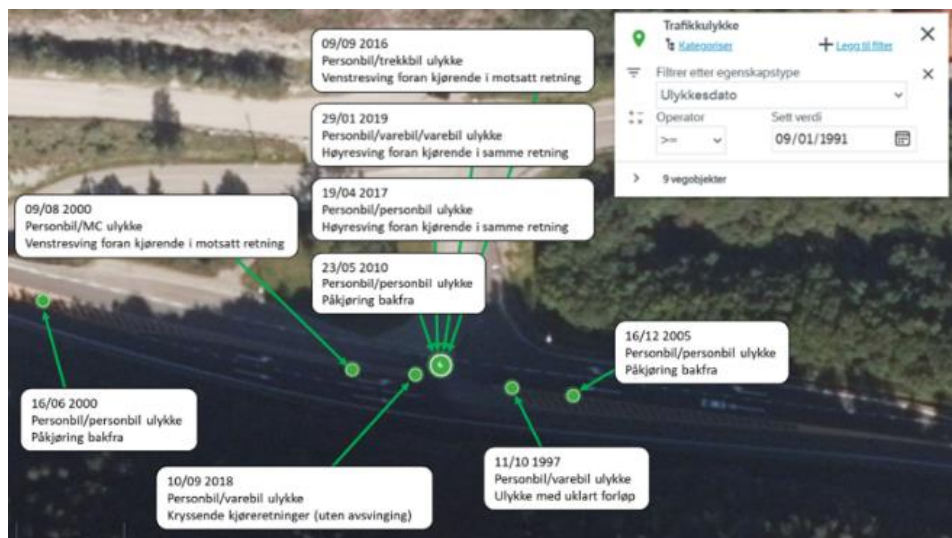 Trafikkulykke
Kategoriser
Legg til filter
Filtrer etter egenskapstype
Ulykkesdato
Operator
Sett verdi
>=
09/01/1991
9 vegobjekter
09/09 2016
Personbil/trekkbil ulykke
Venstresving foran kjørende i motsatt retning
29/01 2019
Personbil/varebil/varebil ulykke
Høyresving foran kjørende i samme retning
19/04 2017
Personbil/personbil ulykke
Høyresving foran kjørende i samme retning
09/08 2000
Personbil/MC ulykke
Venstresving foran kjørende i motsatt retning
23/05 2010
Personbil/personbil ulykke
Påkjøring bakfra
16/12 2005
Personbil/personbil ulykke
Påkjøring bakfra
16/06 2000
Personbil/personbil ulykke
Påkjøring bakfra
10/09 2018
Personbil/varebil ulykke
Kryssende kjøreretninger (uten avsvinging)
11/10 1997
Personbil/varebil ulykke
Ulykke med uklart forløp